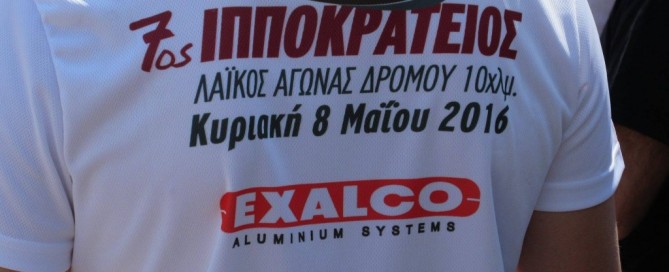 7ος ΙΠΠΟΚΡΑΤΕΙΟΣ
ΛΑΪΚΟΣ ΑΓΩΝΑΣ ΔΡΟΜΟΥ 10χλμ.
Κυριακή 8 Μαΐου 2016
EXALCO
ALUMINIUM SYSTEMS